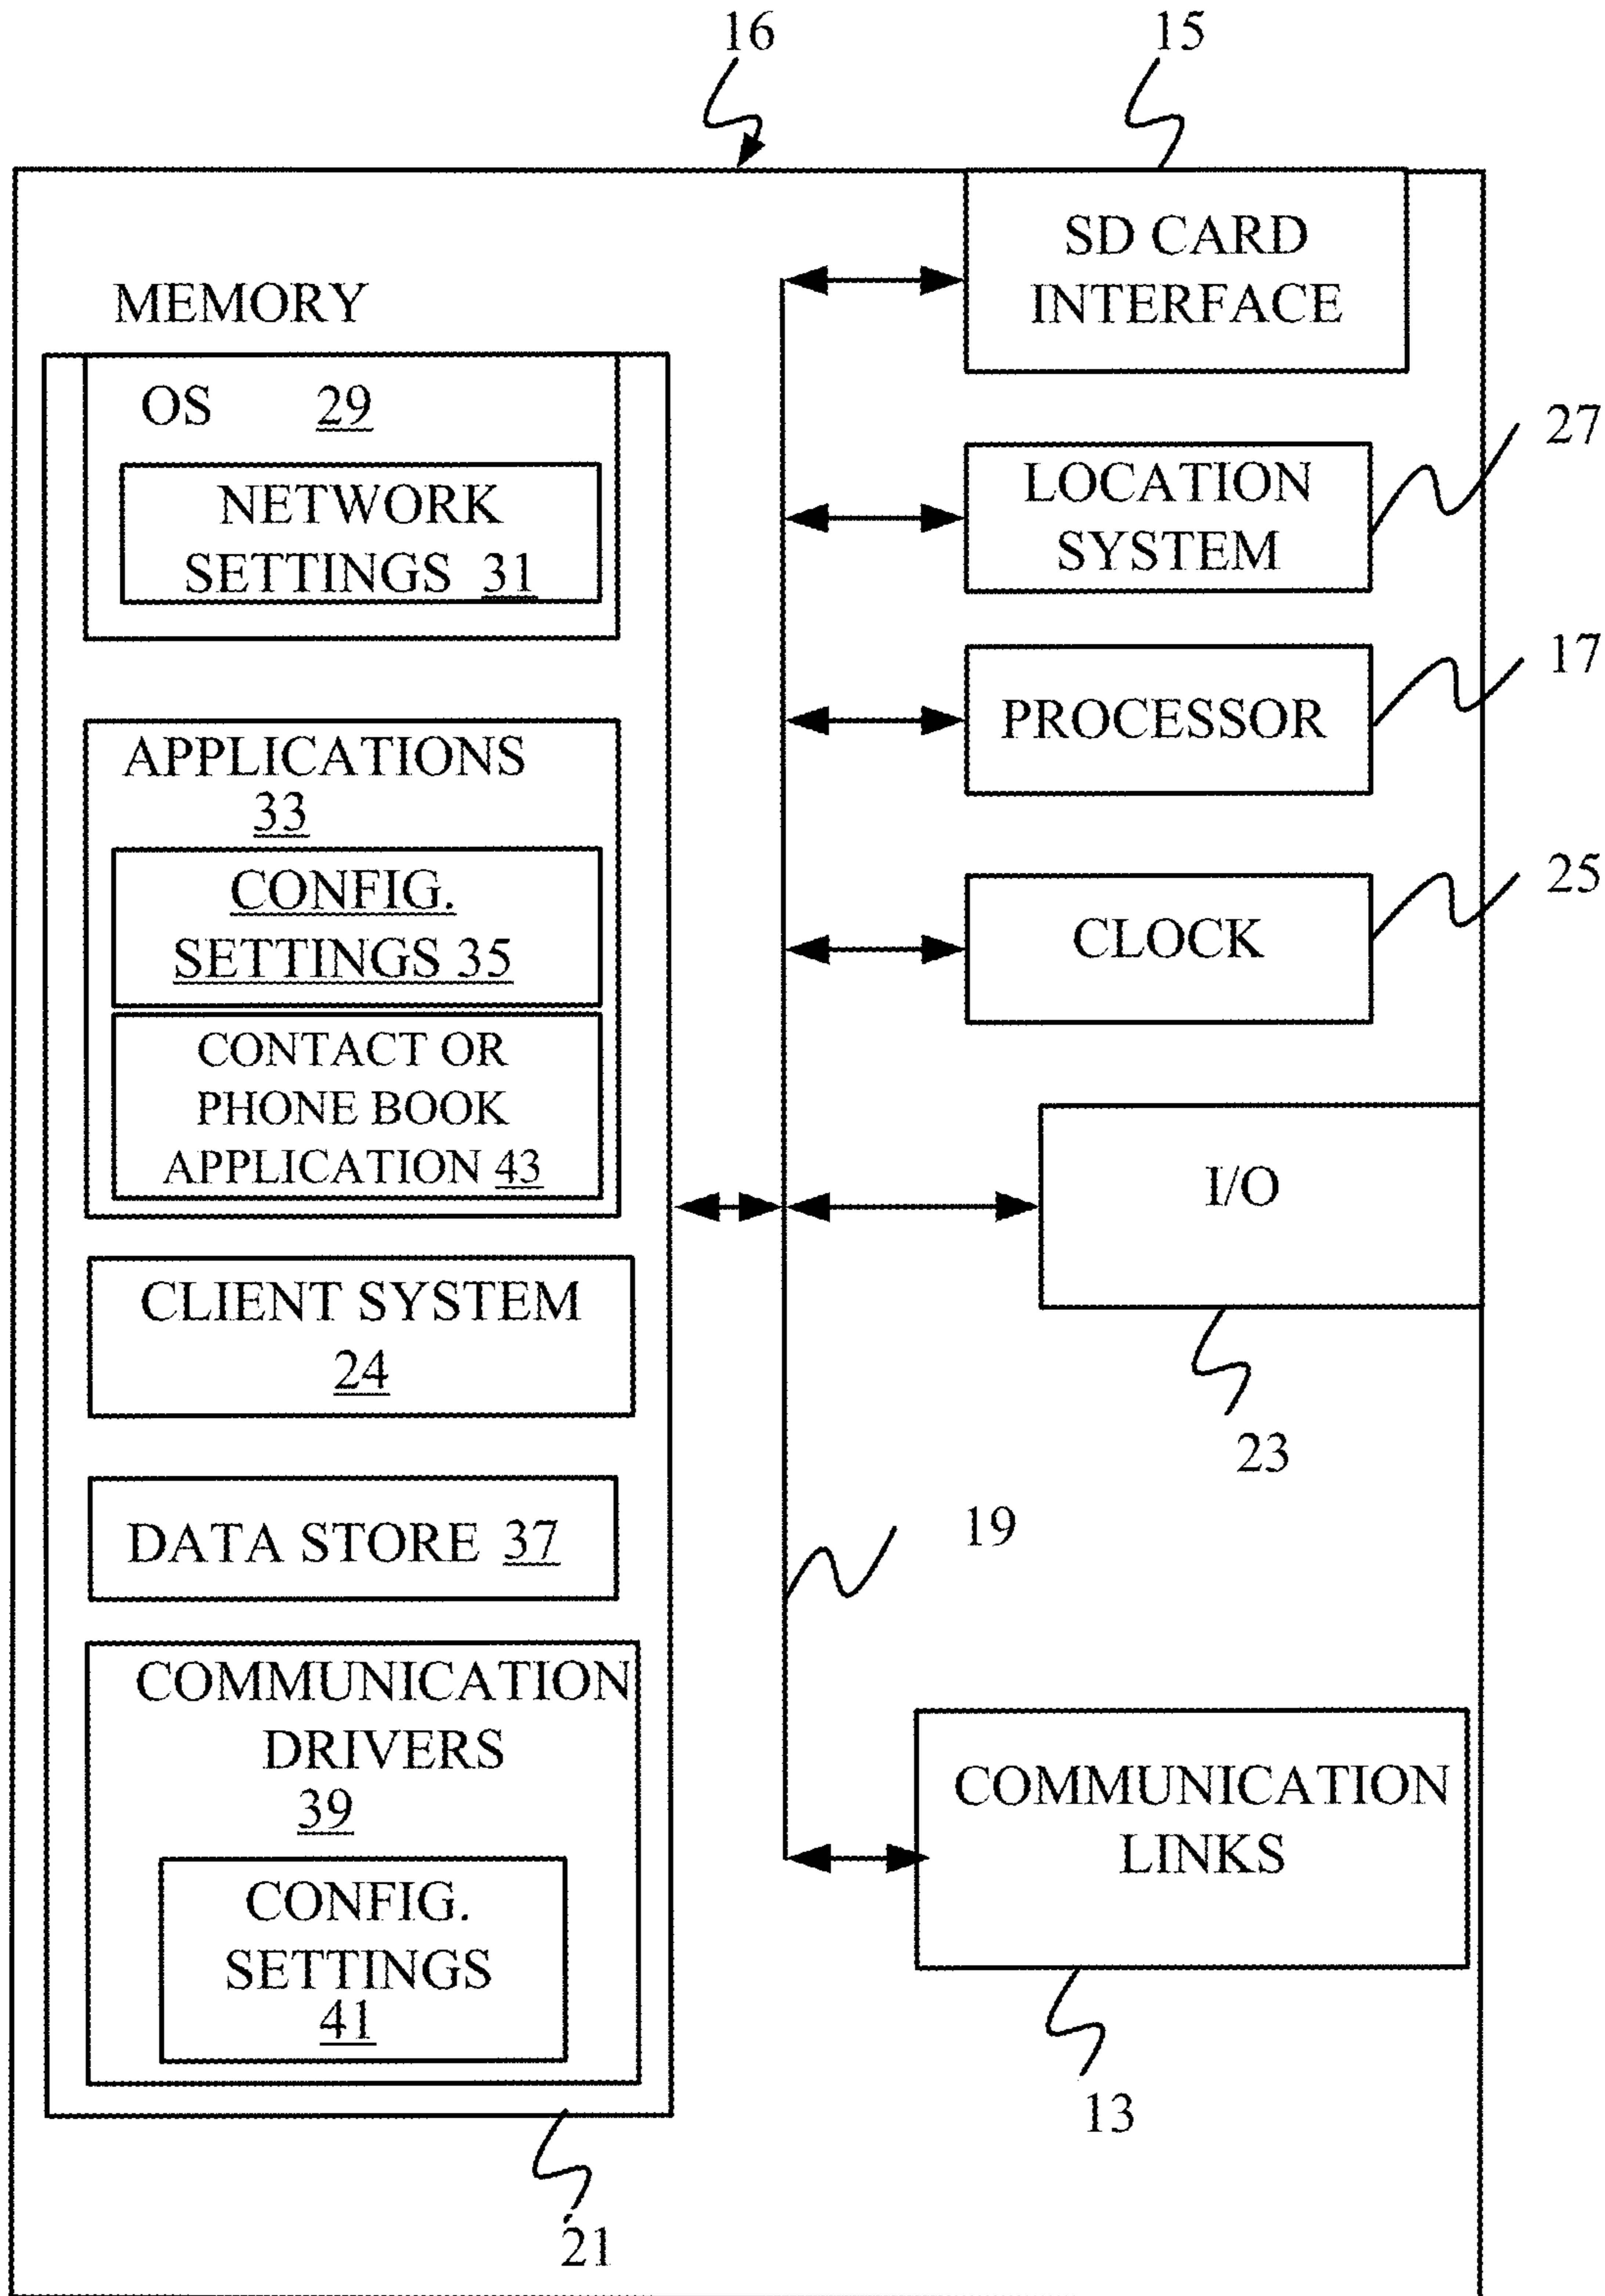 16
15
SD CARD
INTERFACE
MEMORY
OS 29
NETWORK
SETTINGS 31
27
LOCATION
SYSTEM
17
PROCESSOR
APPLICATIONS
33
CONFIG.
SETTINGS 35
25
CLOCK
CONTACT OR
PHONE BOOK
APPLICATION 43
I/O
23
CLIENT SYSTEM
24
DATA STORE 37
19
COMMUNICATION
DRIVERS
39
CONFIG.
SETTINGS
41
COMMUNICATION
LINKS
13
21